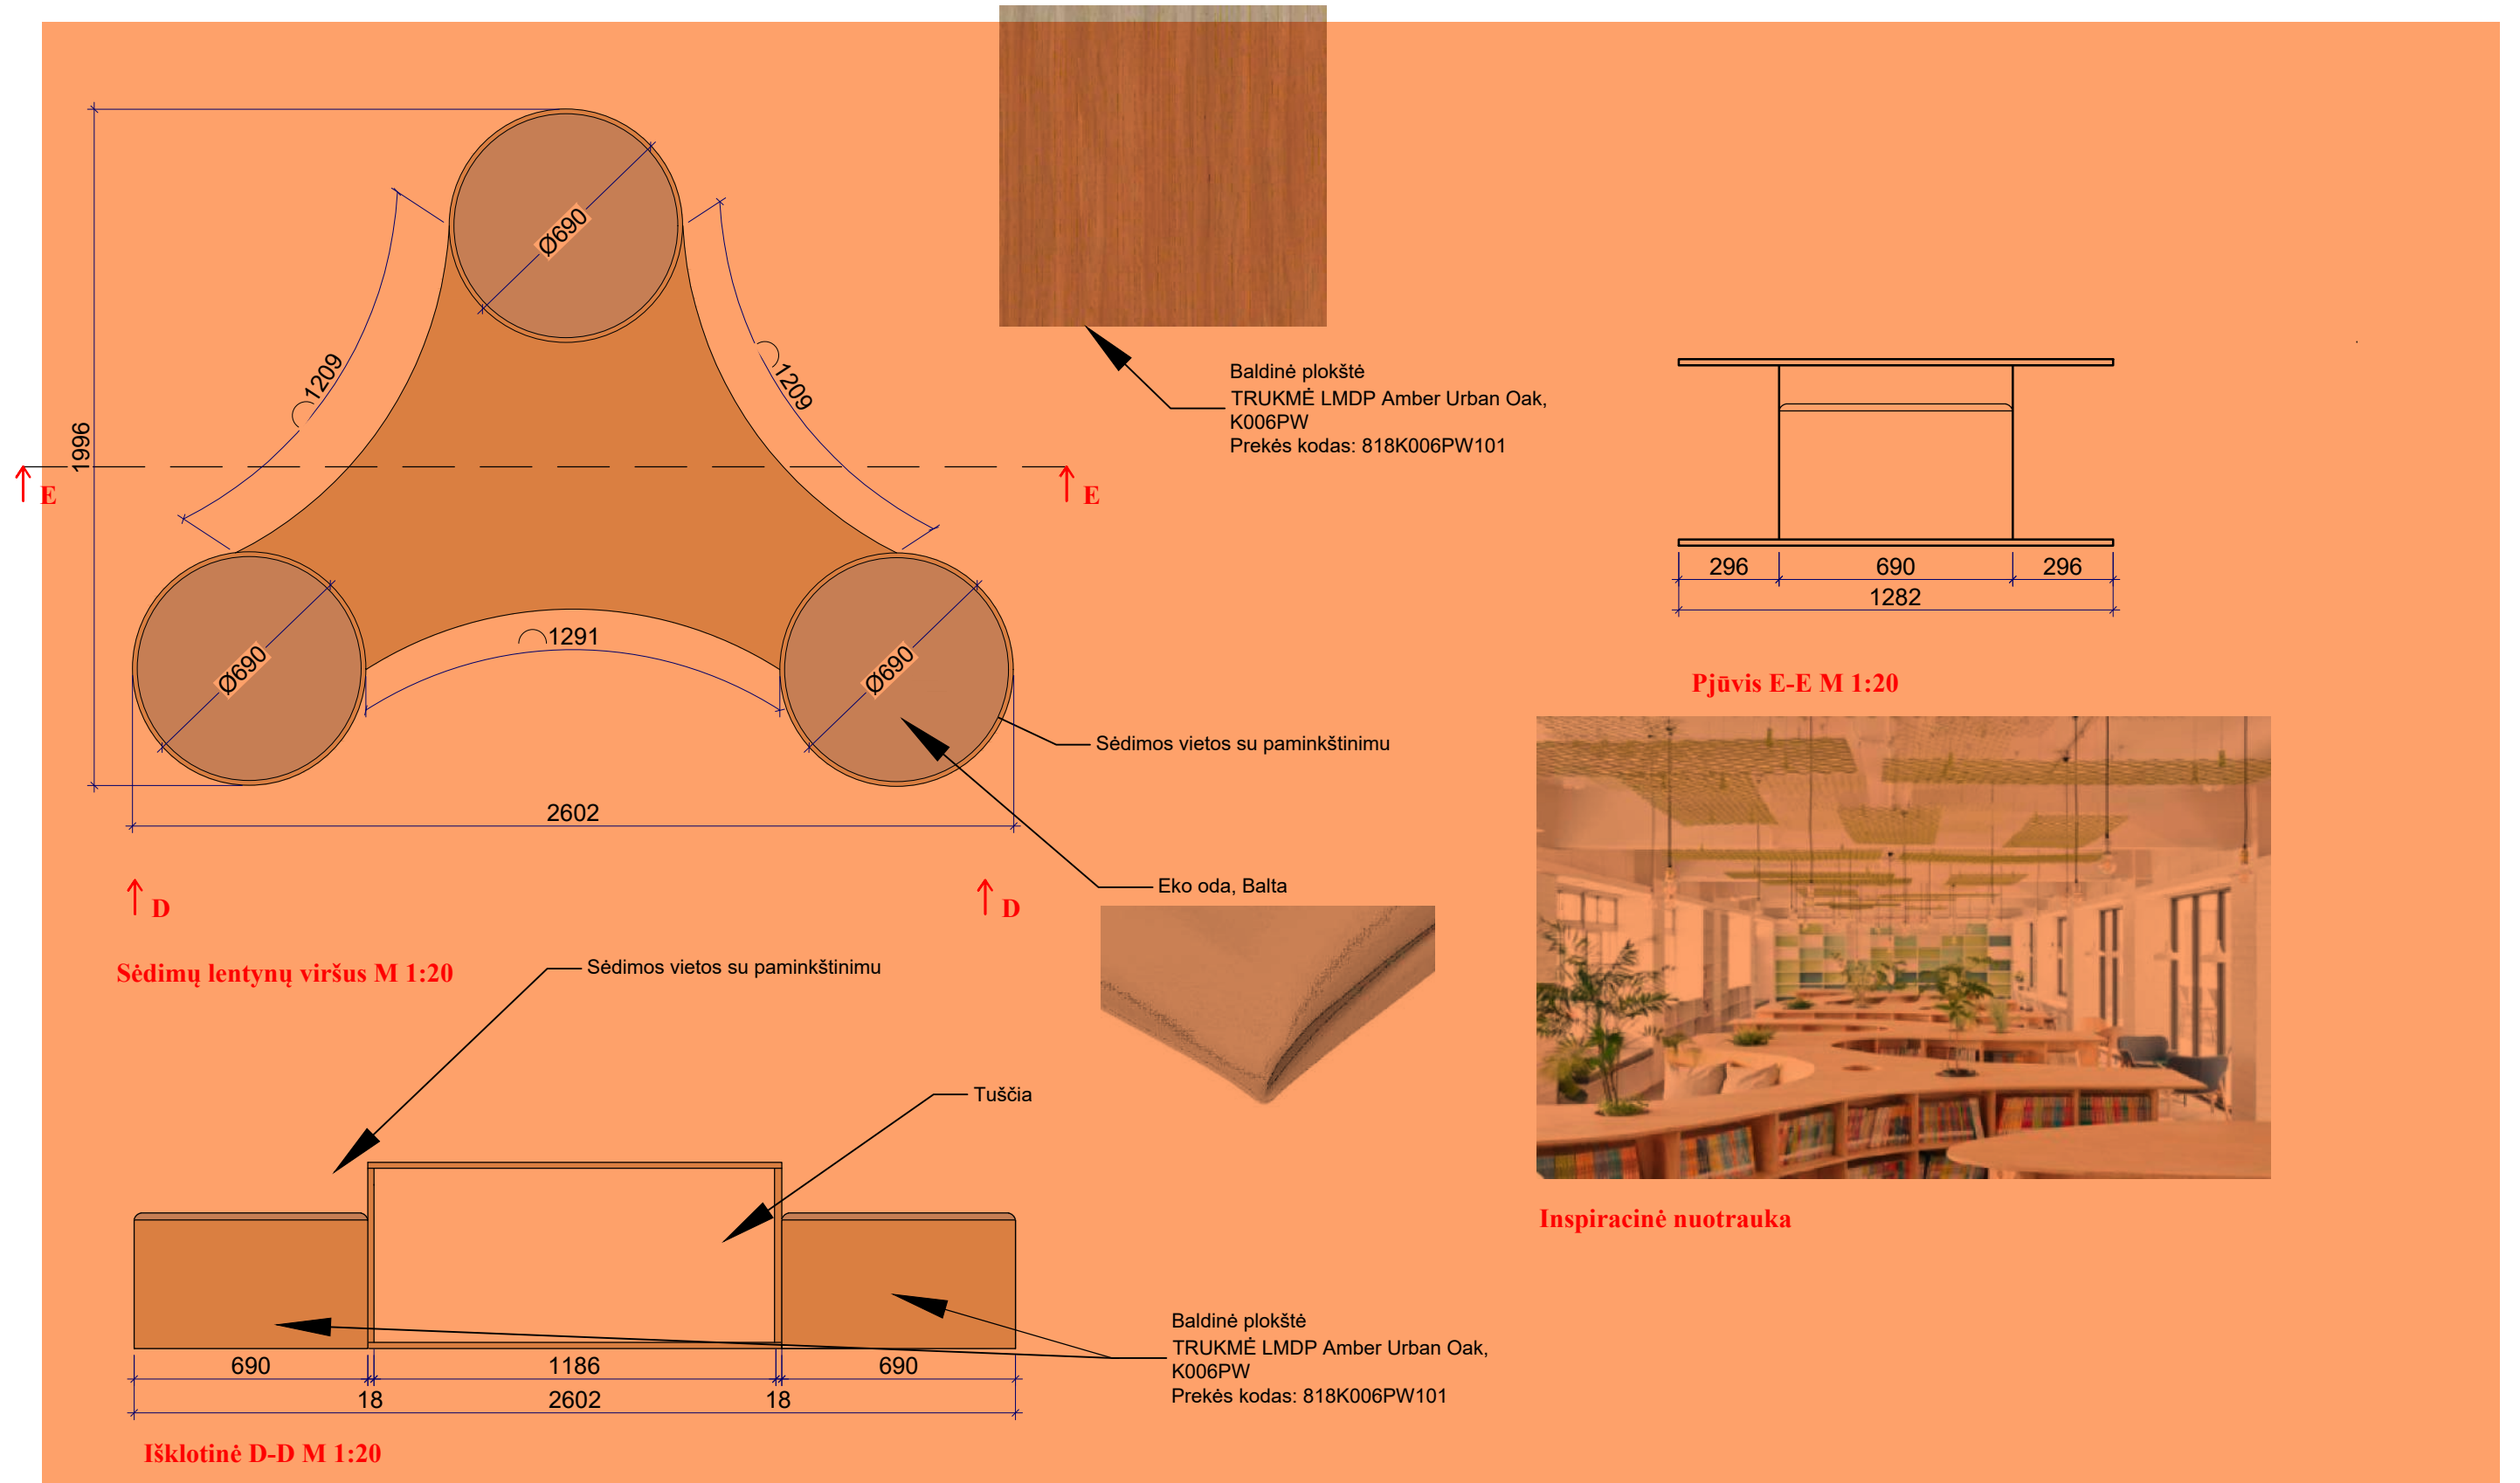 Ø690
1209
1209
1996
E
E
Ø690
1291
Ø690
2602
D
D
Sėdimų lentynų viršus M 1:20
Baldinė plokštė
TRUKMĖ LMDP Amber Urban Oak,
K006PW
Prekės kodas: 818K006PW101
296
690
296
1282
Pjūvis E-E M 1:20
Sėdimos vietos su paminkštinimu
Eko oda, Balta
Inspiracinė nuotrauka
Sėdimos vietos su paminkštinimu
Tuščia
Baldinė plokštė
TRUKMĖ LMDP Amber Urban Oak,
K006PW
Prekės kodas: 818K006PW101
690
1186
690
18
2602
18
Išklotinė D-D M 1:20